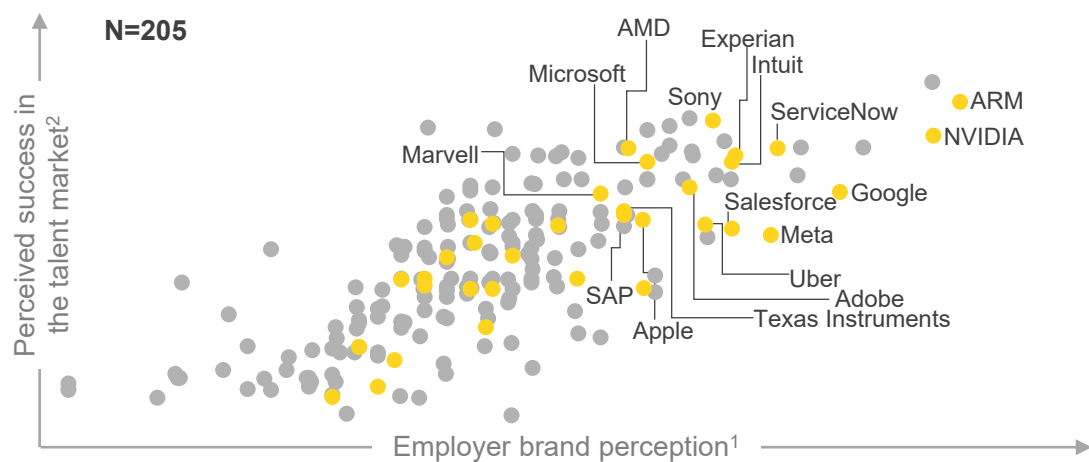 N=205
AMD
Experian
Intuit
Microsoft
Sony
ServiceNow
ARM
NVIDIA
Marvell
Salesforce
Google
Meta
Uber
SAP
Adobe
Texas Instruments
Apple
Perceived success in
the talent market2
Employer brand perception1